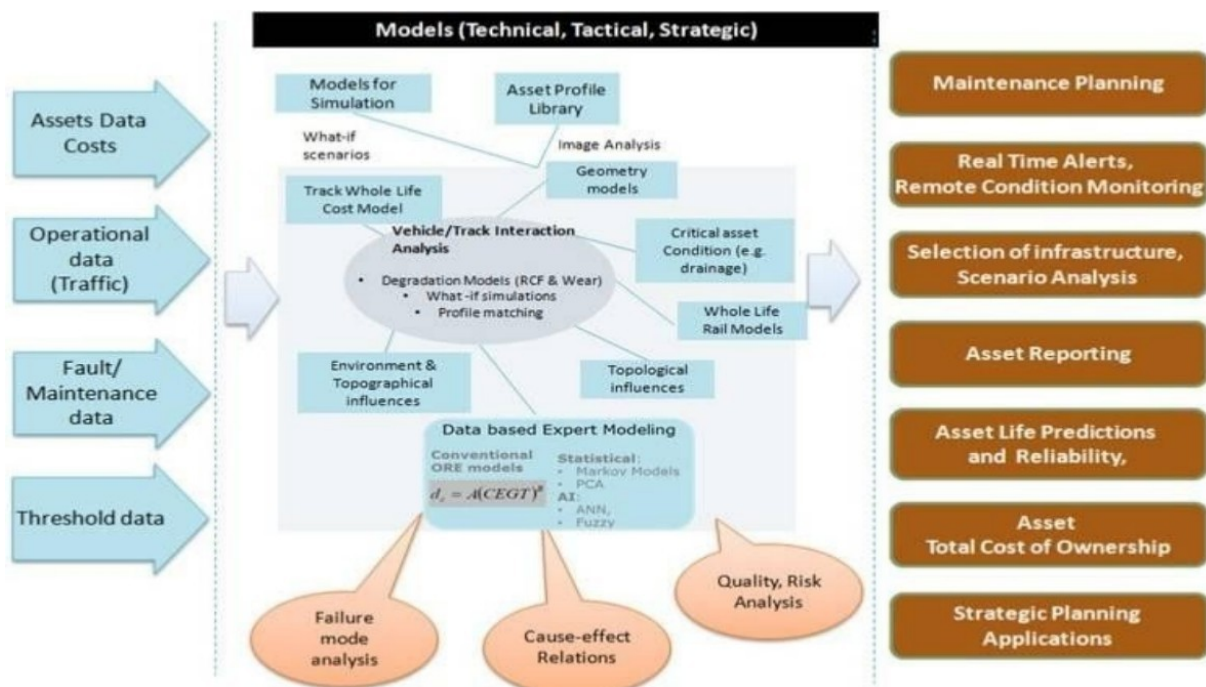 Models (Technical, Tactical, Strategic)
Assets Data
Costs
Operational
data
(Traffic)
Fault/
Maintenance
data
Threshold data
Models for
Simulation
Asset Profile
Library
What-if
scenarios
Image Analysis
Geometry
models
Track Whole Life
Cost Model
Vehicle/Track Interaction
Analysis
• Degradation Models (RCF & Wear)
• What -if simulations
• Profile matching
Critical asset
Condition (e.g.
drainage)
Whole Life
Rail Models
Environment &
Topographical
influences
Topological
influences
Data based Expert Modeling
Conventional
ORE models
Statistical:
• Markov Models
• PCA
AI:
• ANN,
• Fuzzy
Failure
mode
analysis
Cause-effect
Relations
Quality, Risk
Analysis
Maintenance Planning
Real Time Alerts,
Remote Condition Monitoring
Selection of infrastructure,
Scenario Analysis
Asset Reporting
Asset Life Predictions
and Reliability,
Asset
Total Cost of Ownership
Strategic Planning
Applications